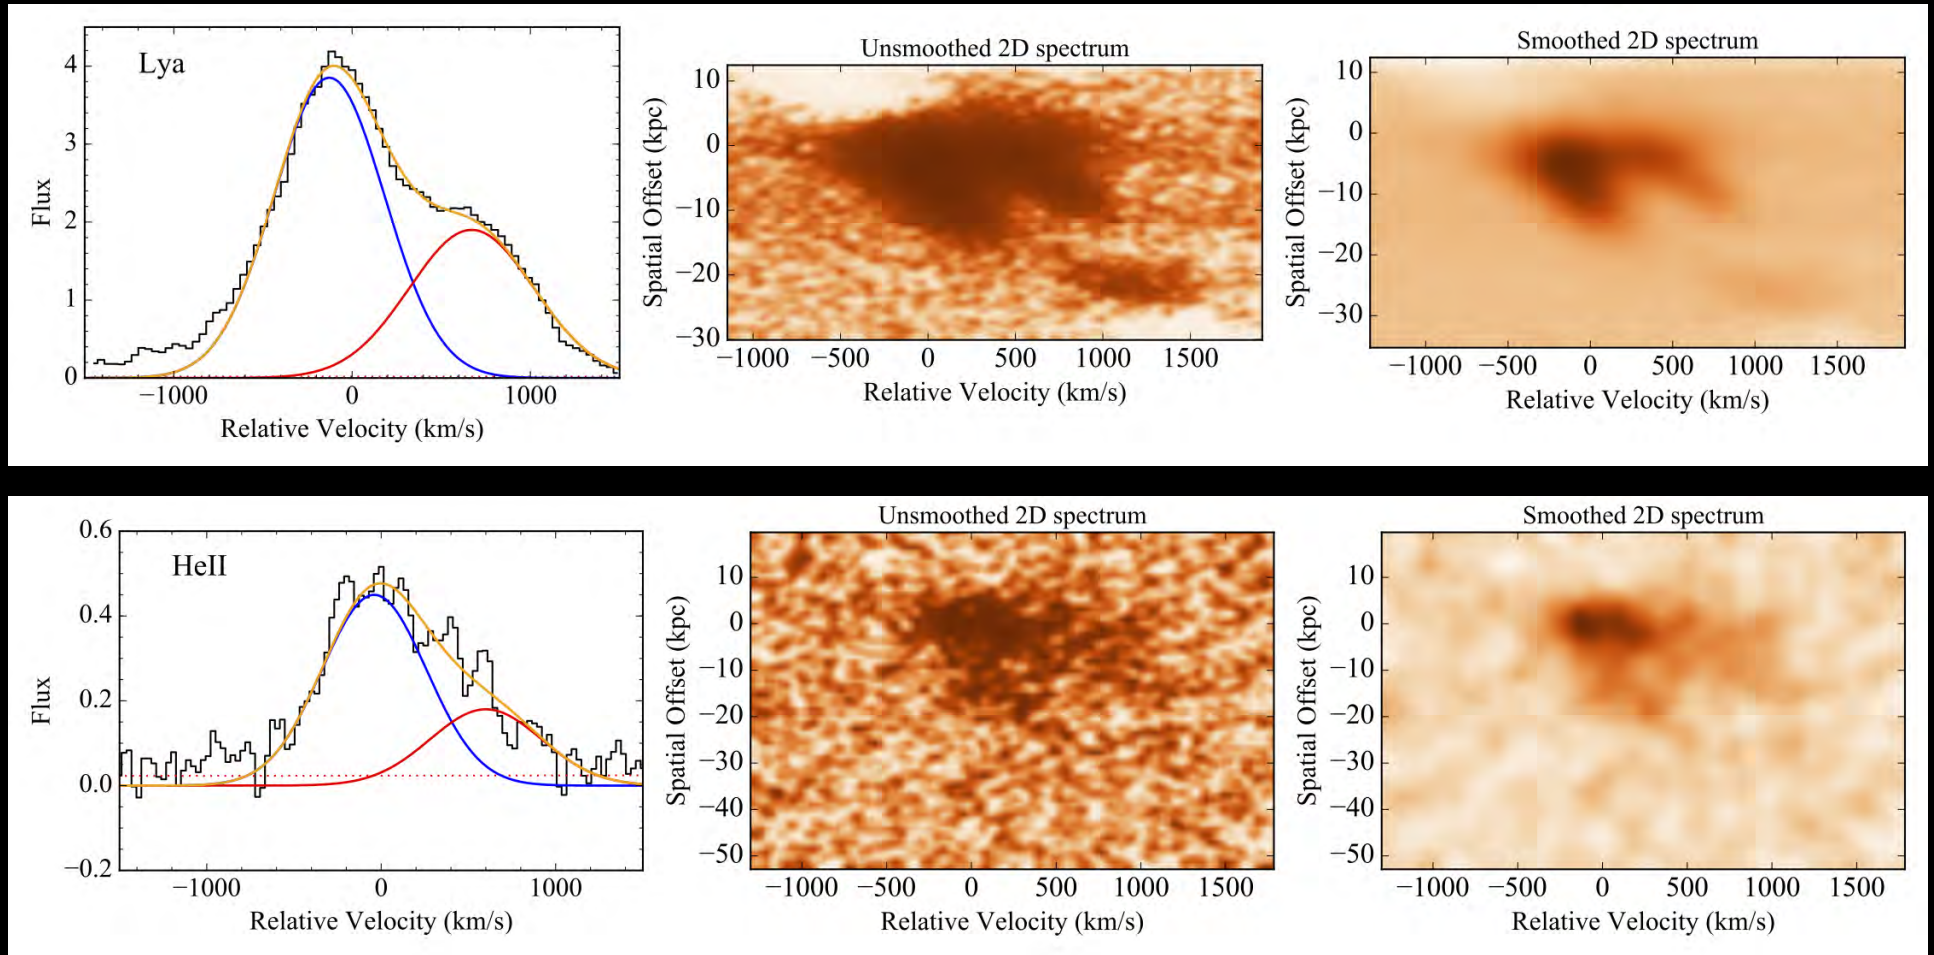 Lya
4
3
2
1
0
Flux
−1000 0 1000
Relative Velocity (km/s)
Unsmoothed 2D spectrum
10
0
−10
−20
−30
Spatial Offset (kpc)
−1000 −500 0 500 1000 1500
Relative Velocity (km/s)
Smoothed 2D spectrum
10
0
−10
−20
−30
Spatial Offset (kpc)
−1000 −500 0 500 1000 1500
Relative Velocity (km/s)
HeII
0.6
0.4
0.2
0.0
−0.2
Flux
−1000 0 1000
Relative Velocity (km/s)
Unsmoothed 2D spectrum
10
0
−10
−20
−30
−40
−50
Spatial Offset (kpc)
−1000 −500 0 500 1000 1500
Relative Velocity (km/s)
Smoothed 2D spectrum
10
0
−10
−20
−30
−40
−50
Spatial Offset (kpc)
−1000 −500 0 500 1000 1500
Relative Velocity (km/s)